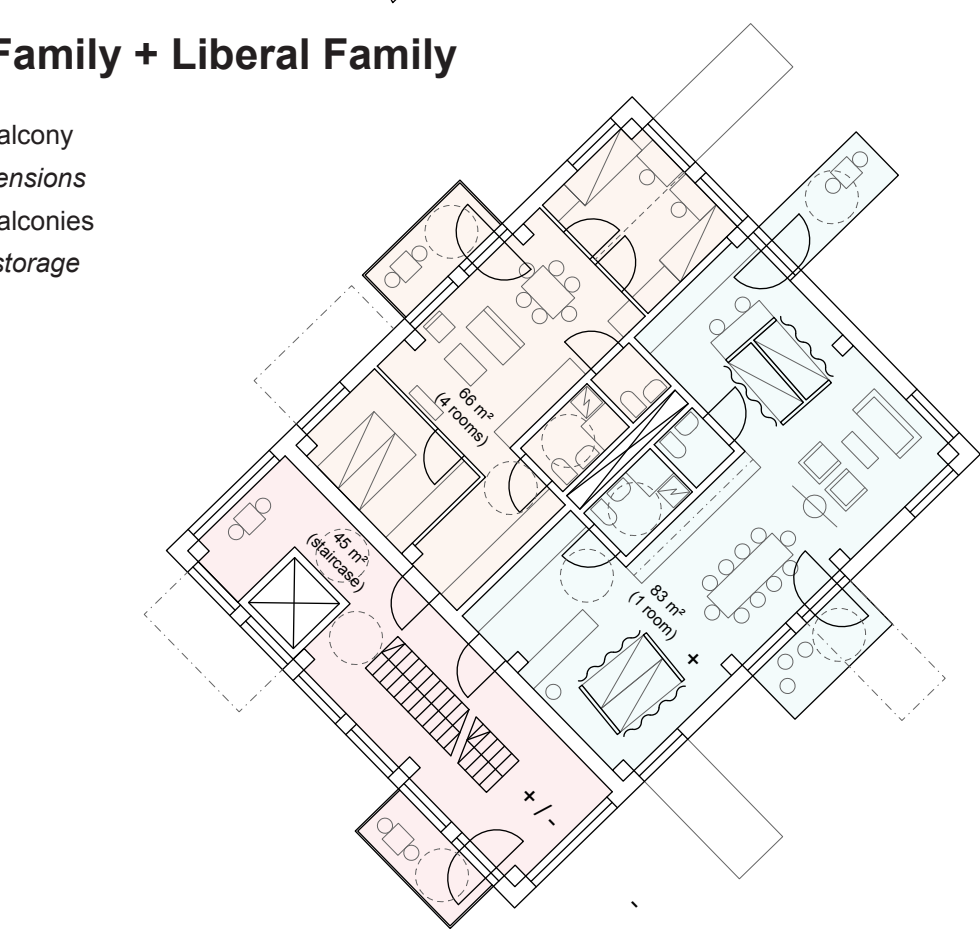 Family + Liberal Family
alcony
ensions
alconies
storage
66 m²
(4 rooms)
45 m²
(staircase)
83 m²
(1 room)
+
+ / -
-